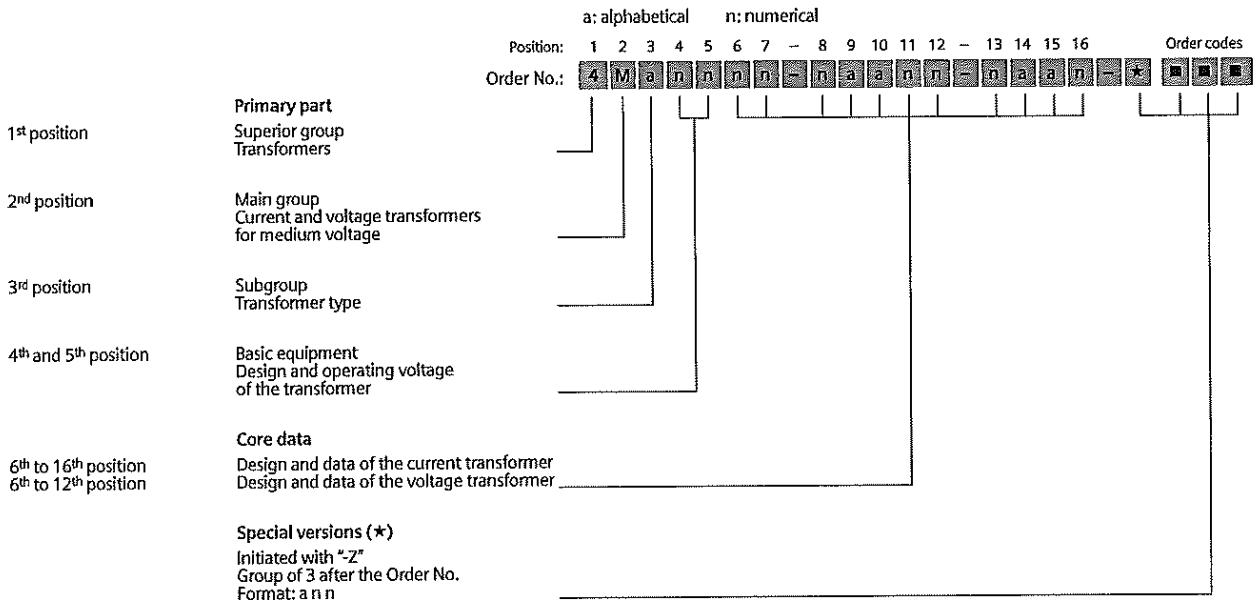 a: alphabetical n: numerical
Position: 1 2 3 4 5 6 7 – 8 9 10 11 12 – 13 14 15 16 Order codes
Order No.: 4 M a n n n n – n a a n n – n a a n – ★ ■ ■ ■
Primary part
1st position Superior group
Transformers
2nd position Main group
Current and voltage transformers
for medium voltage
3rd position Subgroup
Transformer type
4th and 5th position Basic equipment
Design and operating voltage
of the transformer
Core data
6th to 16th position Design and data of the current transformer
6th to 12th position Design and data of the voltage transformer
Special versions (★)
Initiated with "-Z"
Group of 3 after the Order No.
Format: a n n